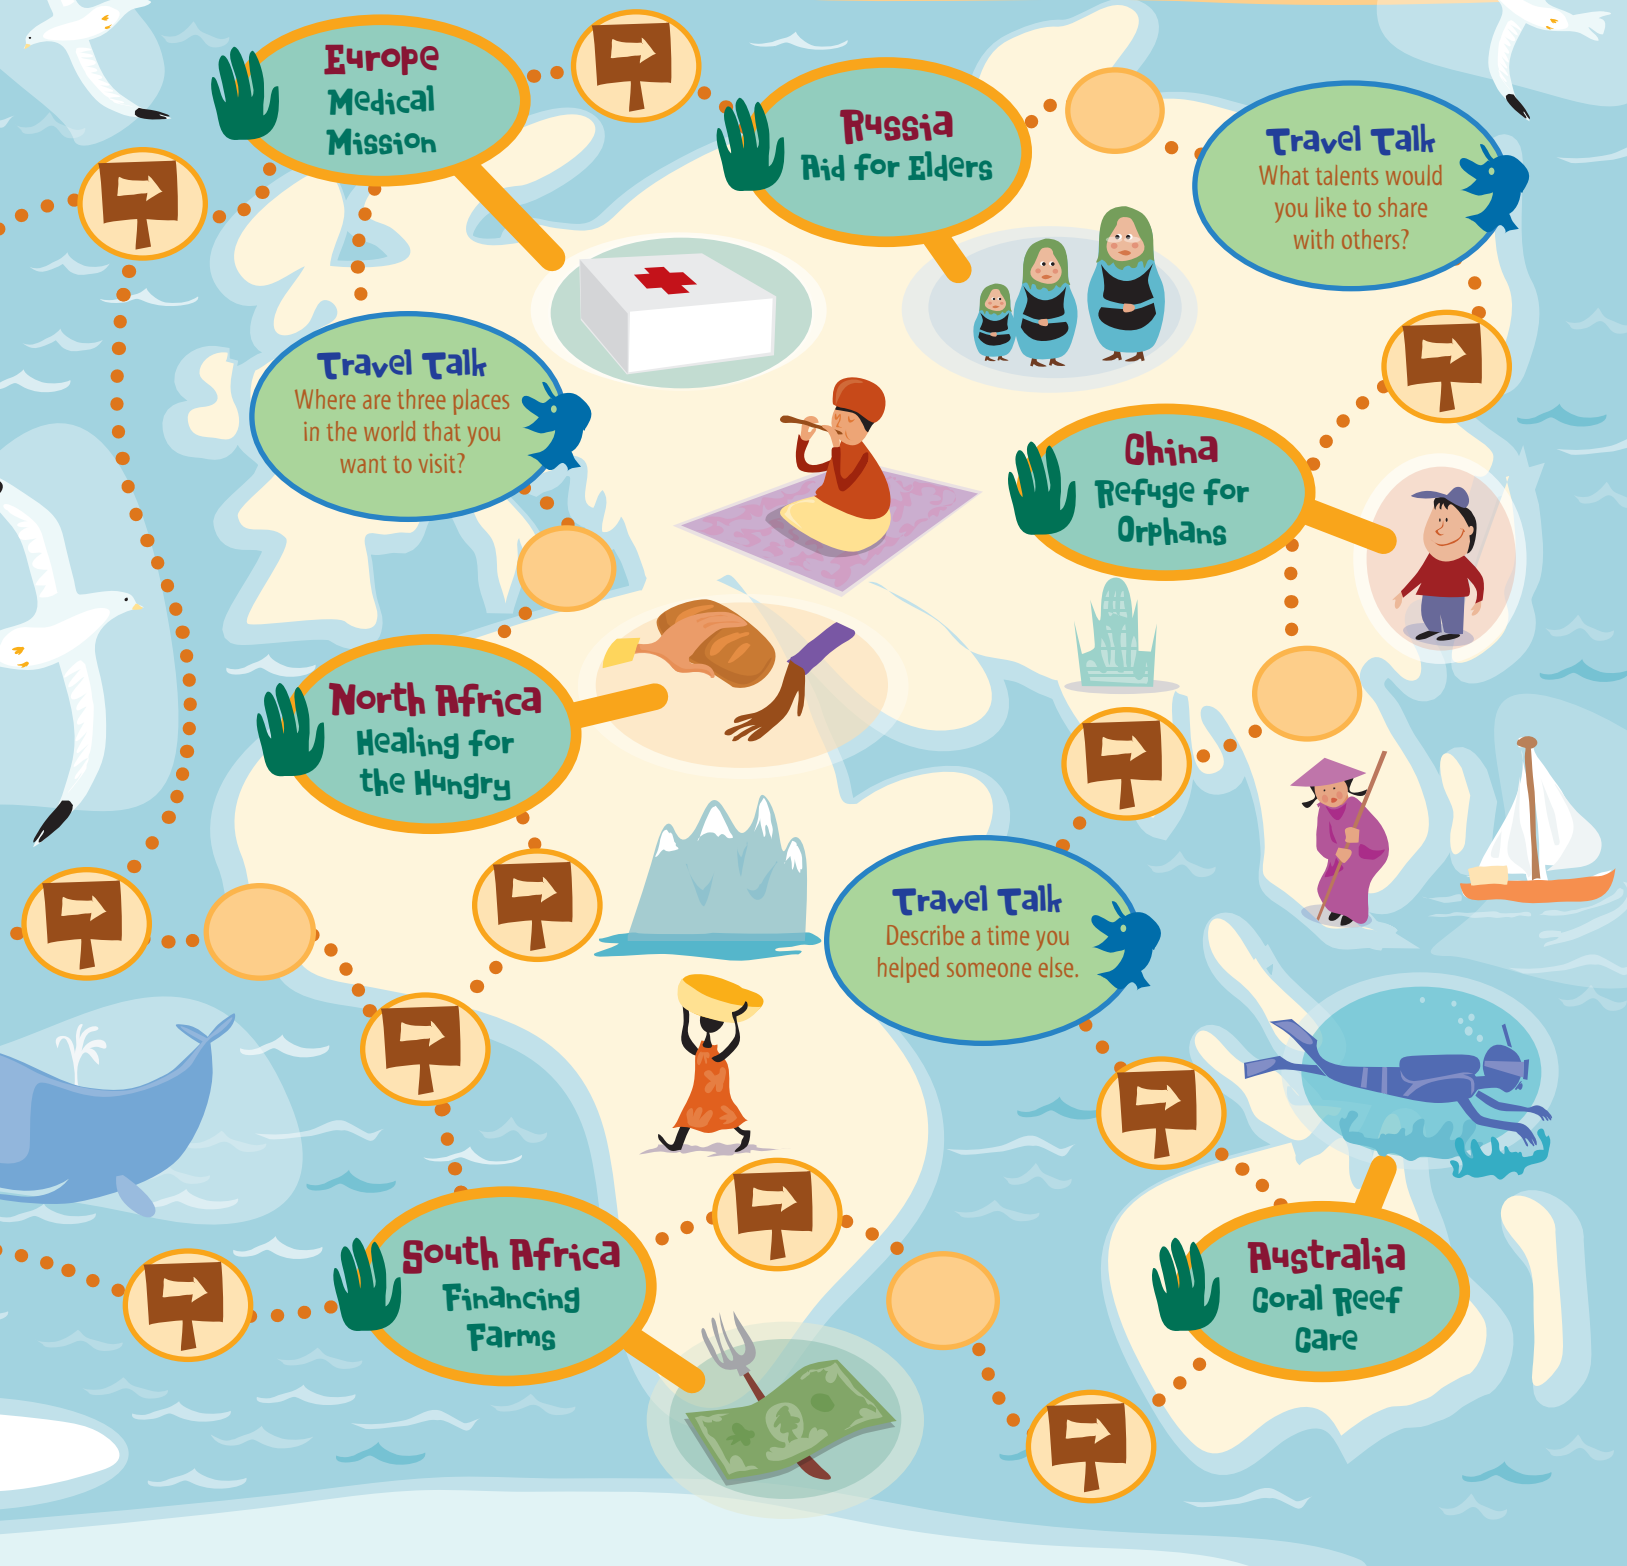 Europe
Medical
Mission
Russia
Aid for Elders
Travel Talk
What talents would
you like to share
with others?
Travel Talk
Where are three places
in the world that you
want to visit?
China
Refuge for
Orphans
North Africa
Healing for
the Hungry
Travel Talk
Describe a time you
helped someone else.
South Africa
Financing
Farms
Australia
Coral Reef
Care